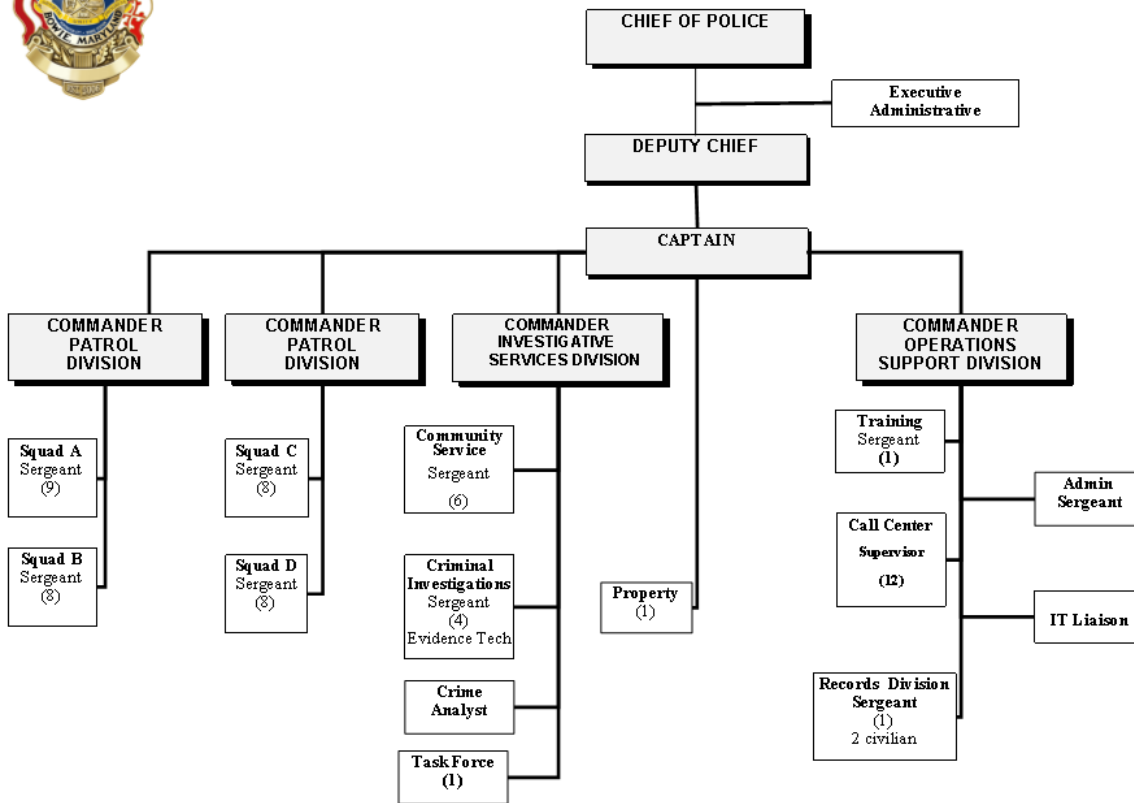 BOWIE, MARYLAND
CHIEF OF POLICE
Executive
Administrative
DEPUTY CHIEF
CAPTAIN
COMMANDER
PATROL
DIVISION
COMMANDER
PATROL
DIVISION
COMMANDER
INVESTIGATIVE
SERVICES DIVISION
COMMANDER
OPERATIONS
SUPPORT DIVISION
Squad A
Sergeant
(9)
Squad B
Sergeant
(8)
Squad C
Sergeant
(8)
Squad D
Sergeant
(8)
Community
Service
Sergeant
(6)
Criminal
Investigations
Sergeant
(4)
Evidence Tech
Crime
Analyst
Task Force
(1)
Property
(1)
Training
Sergeant
(1)
Call Center
Supervisor
(12)
Records Division
Sergeant
(1)
2 civilian
Admin
Sergeant
IT Liaison